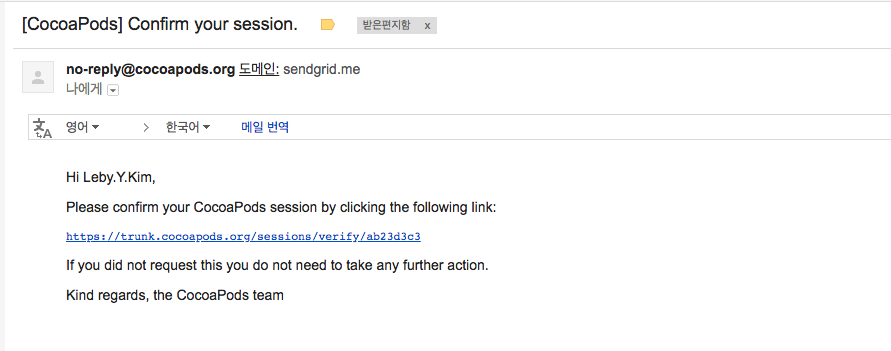 [CocoaPods] Confirm your session. 받은편지함 x
no-reply@cocoapods.org 도메인: sendgrid.me
나에게
영어 > 한국어 메일 번역
Hi Leby.Y.Kim,
Please confirm your CocoaPods session by clicking the following link:
https://trunk.cocoapods.org/sessions/verify/ab23d3c3
If you did not request this you do not need to take any further action.
Kind regards, the CocoaPods team